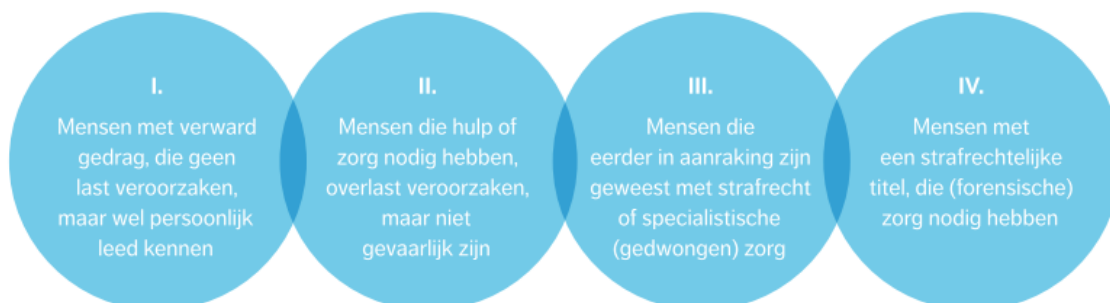 I.
Mensen met verward
gedrag, die geen
last veroorzaken,
maar wel persoonlijk
leed kennen
II.
Mensen die hulp of
zorg nodig hebben,
overlast veroorzaken,
maar niet
gevaarlijk zijn
III.
Mensen die
eerder in aanraking zijn
geweest met strafrecht
of specialistische
(gedwongen) zorg
IV.
Mensen met
een strafrechtelijke
titel, die (forensische)
zorg nodig hebben